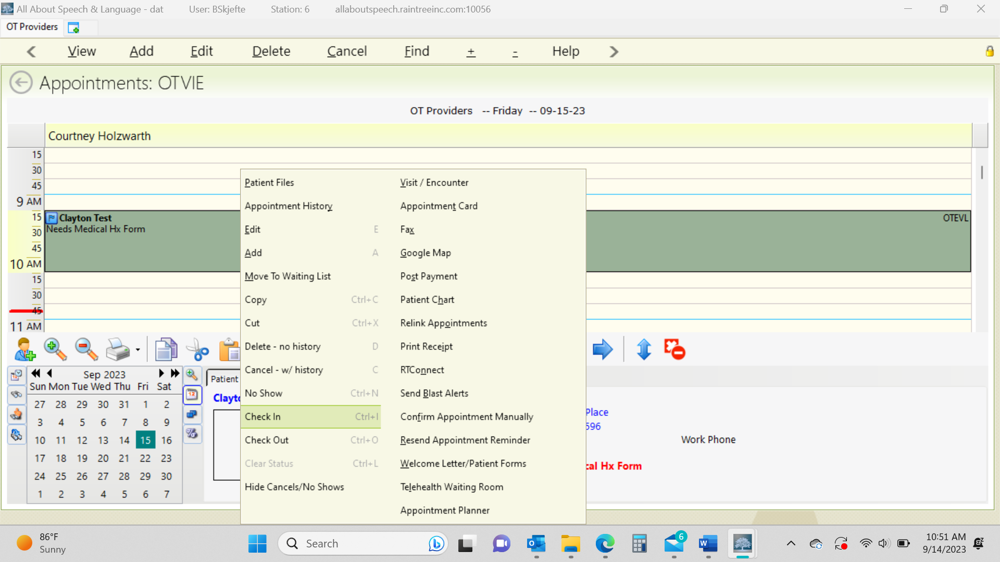 All About Speech & Language - dat User: BSkjefte Station: 6 allaboutspeech.raintreeinc.com:10056
OT Providers
View Add Edit Delete Cancel Find + - Help
Appointments: OTVIE
OT Providers -- Friday -- 09-15-23
Courtney Holzwarth
15
30
45
9 AM
15 Clayton Test OTEVL
30 Needs Medical Hx Form
45
10 AM
15
30
45
11 AM
Patient Files
Appointment History
Edit E
Add A
Move To Waiting List
Copy Ctrl+C
Cut Ctrl+X
Delete - no history D
Cancel - w/ history C
No Show Ctrl+N
Check In Ctrl+I
Check Out Ctrl+O
Clear Status Ctrl+L
Hide Cancels/No Shows
Visit / Encounter
Appointment Card
Fax
Google Map
Post Payment
Patient Chart
Relink Appointments
Print Receipt
RTConnect
Send Blast Alerts
Confirm Appointment Manually
Resend Appointment Reminder
Welcome Letter/Patient Forms
Telehealth Waiting Room
Appointment Planner
Sep 2023
Sun Mon Tue Wed Thu Fri Sat
27 28 29 30 31 1 2
3 4 5 6 7 8 9
10 11 12 13 14 15 16
17 18 19 20 21 22 23
24 25 26 27 28 29 30
1 2 3 4 5 6 7
12
Patient
Clayt
Place
596
Work Phone
cal Hx Form
86°F
Sunny
Search
6
10:51 AM
9/14/2023